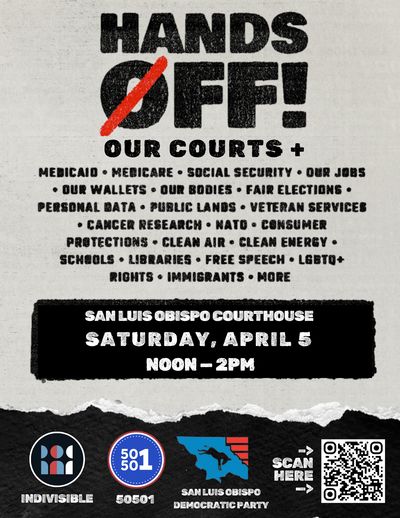 HANDS
OFF!
OUR COURTS +
MEDICAID • MEDICARE • SOCIAL SECURITY • OUR JOBS
• OUR WALLETS • OUR BODIES • FAIR ELECTIONS •
PERSONAL DATA • PUBLIC LANDS • VETERAN SERVICES
• CANCER RESEARCH • NATO • CONSUMER
PROTECTIONS • CLEAN AIR • CLEAN ENERGY •
SCHOOLS • LIBRARIES • FREE SPEECH • LGBTQ+
RIGHTS • IMMIGRANTS • MORE
SAN LUIS OBISPO COURTHOUSE
SATURDAY, APRIL 5
NOON – 2PM
INDIVISIBLE
50
50 1
50501
SAN LUIS OBISPO
DEMOCRATIC PARTY
SCAN
HERE